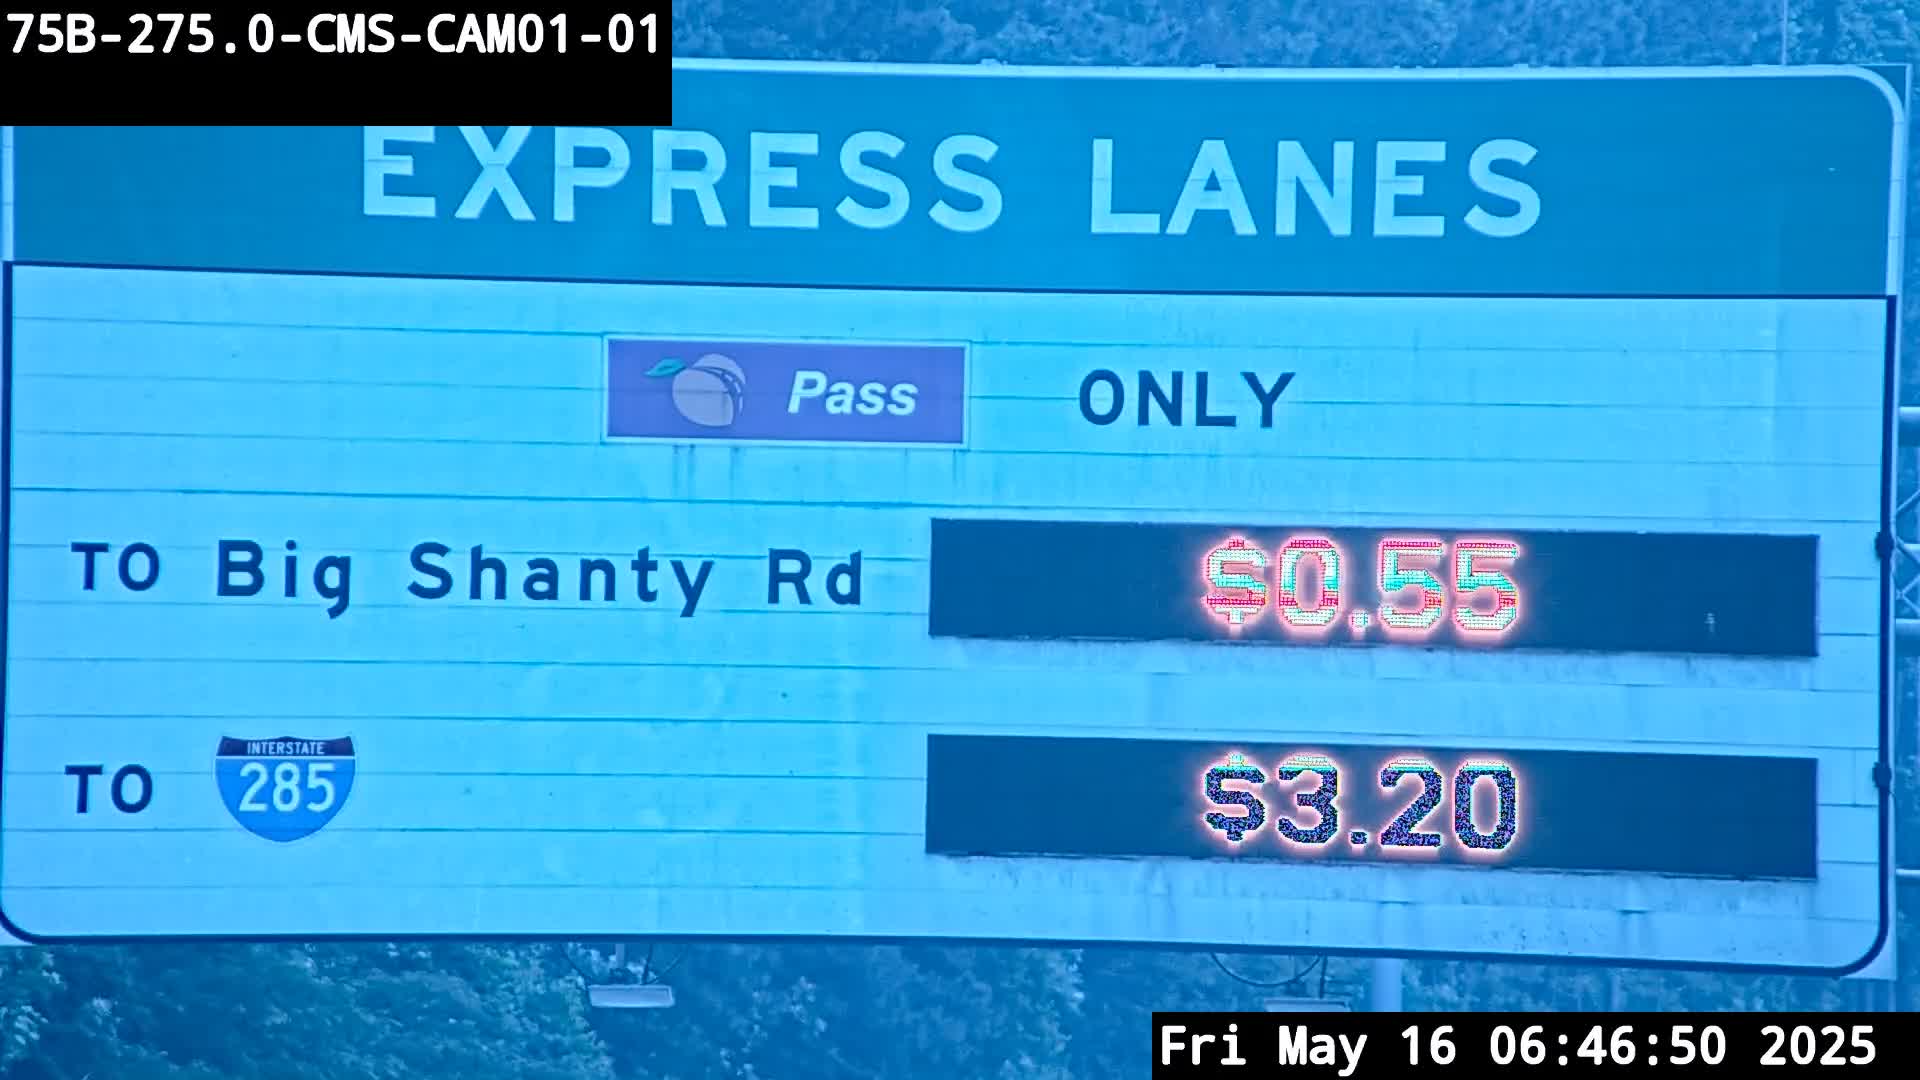 75B-275.0-CMS-CAM01-01
EXPRESS LANES
Pass ONLY
TO Big Shanty Rd $0.55
INTERSTATE
TO 285 $3.20
Fri May 16 06:46:50 2025